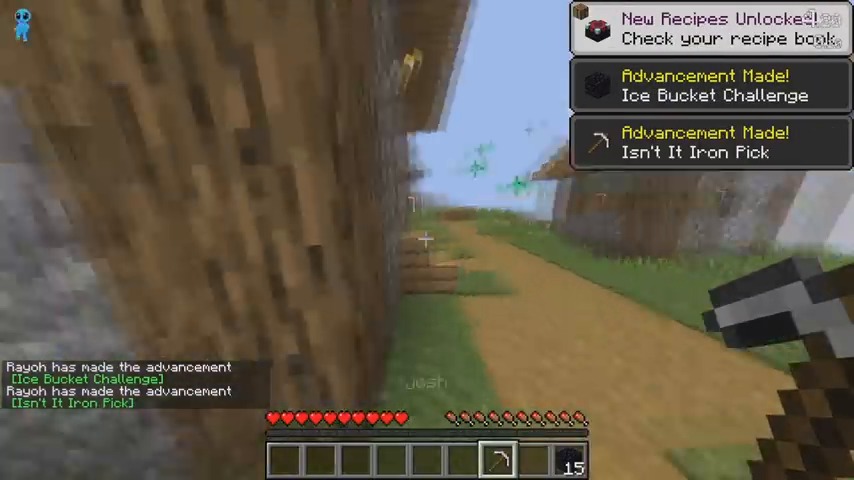 New Recipes Unlocked!
Check your recipe book
Advancement Made!
Ice Bucket Challenge
Advancement Made!
Isn't It Iron Pick
Rayoh has made the advancement
[Ice Bucket Challenge]
Rayoh has made the advancement
[Isn't It Iron Pick]
josh
15